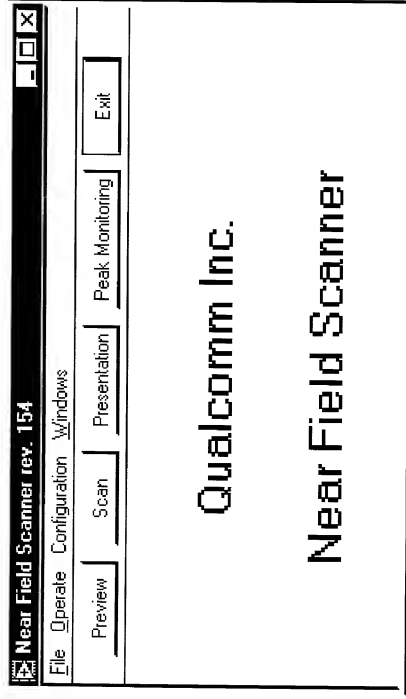 Near Field Scanner rev. 154
File Operate Configuration Windows
Preview Scan Presentation Peak Monitoring Exit
Qualcomm Inc.
Near Field Scanner